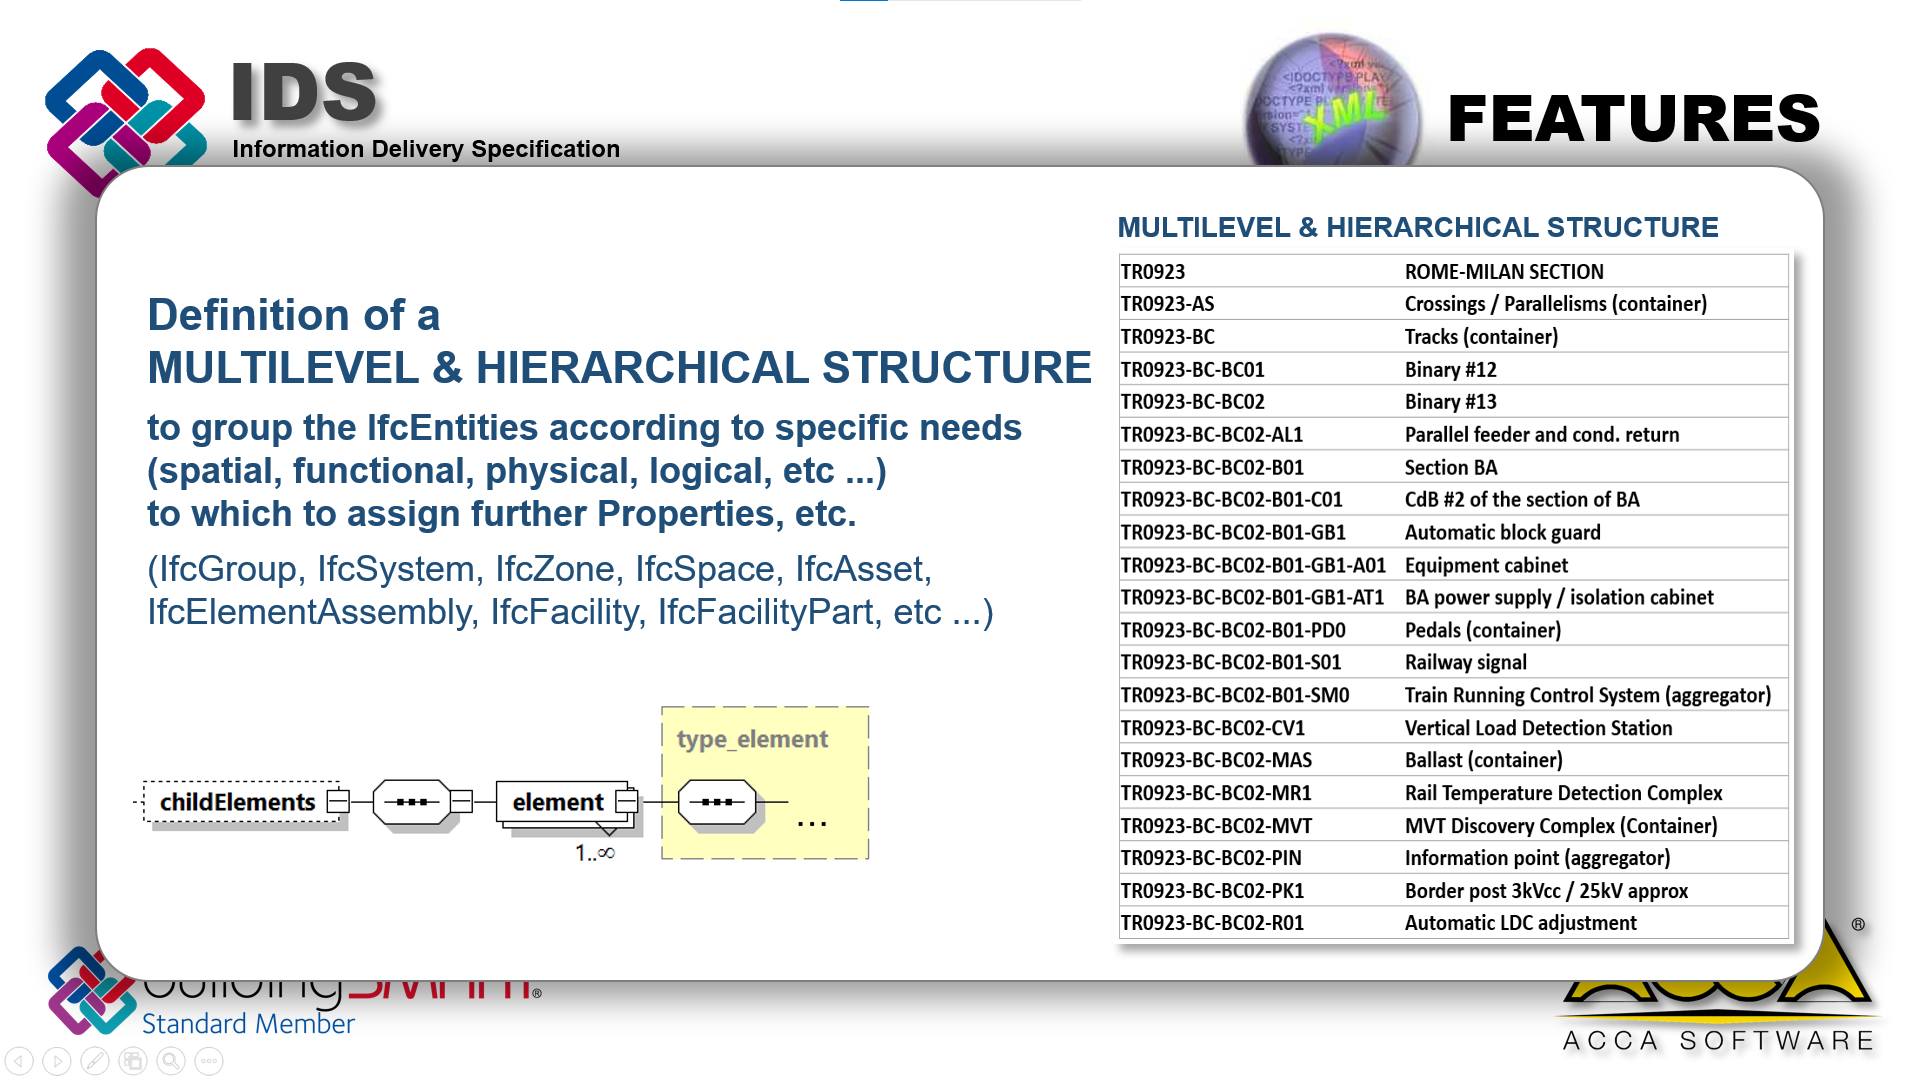 IDS
Information Delivery Specification
XML
FEATURES
Definition of a
MULTILEVEL & HIERARCHICAL STRUCTURE
to group the IfcEntities according to specific needs
(spatial, functional, physical, logical, etc ...)
to which to assign further Properties, etc.
(IfcGroup, IfcSystem, IfcZone, IfcSpace, IfcAsset,
IfcElementAssembly, IfcFacility, IfcFacilityPart, etc ...)
type_element
childElements
element
...
1..∞
MULTILEVEL & HIERARCHICAL STRUCTURE
TR0923 ROME-MILAN SECTION
TR0923-AS Crossings / Parallelisms (container)
TR0923-BC Tracks (container)
TR0923-BC-BC01 Binary #12
TR0923-BC-BC02 Binary #13
TR0923-BC-BC02-AL1 Parallel feeder and cond. return
TR0923-BC-BC02-B01 Section BA
TR0923-BC-BC02-B01-C01 CdB #2 of the section of BA
TR0923-BC-BC02-B01-GB1 Automatic block guard
TR0923-BC-BC02-B01-GB1-A01 Equipment cabinet
TR0923-BC-BC02-B01-GB1-AT1 BA power supply / isolation cabinet
TR0923-BC-BC02-B01-PD0 Pedals (container)
TR0923-BC-BC02-B01-S01 Railway signal
TR0923-BC-BC02-B01-SM0 Train Running Control System (aggregator)
TR0923-BC-BC02-CV1 Vertical Load Detection Station
TR0923-BC-BC02-MAS Ballast (container)
TR0923-BC-BC02-MR1 Rail Temperature Detection Complex
TR0923-BC-BC02-MVT MVT Discovery Complex (Container)
TR0923-BC-BC02-PIN Information point (aggregator)
TR0923-BC-BC02-PK1 Border post 3kVcc / 25kV approx
TR0923-BC-BC02-R01 Automatic LDC adjustment
buildingSMART®
Standard Member
ACCA ®
ACCA SOFTWARE